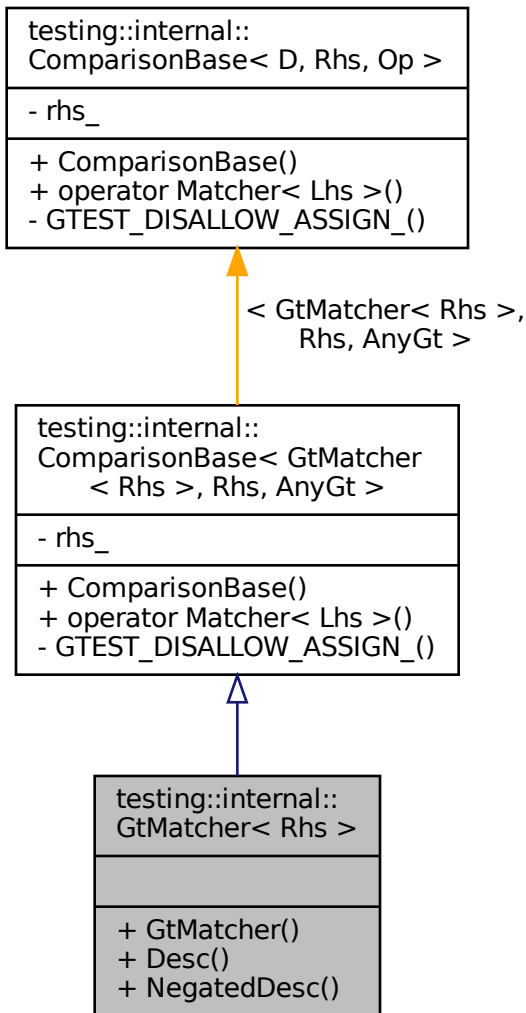 testing::internal::
ComparisonBase< D, Rhs, Op >
- rhs_
+ ComparisonBase()
+ operator Matcher< Lhs >()
- GTEST_DISALLOW_ASSIGN_()
< GtMatcher< Rhs >,
Rhs, AnyGt >
testing::internal::
ComparisonBase< GtMatcher
< Rhs >, Rhs, AnyGt >
- rhs_
+ ComparisonBase()
+ operator Matcher< Lhs >()
- GTEST_DISALLOW_ASSIGN_()
testing::internal::
GtMatcher< Rhs >
+ GtMatcher()
+ Desc()
+ NegatedDesc()